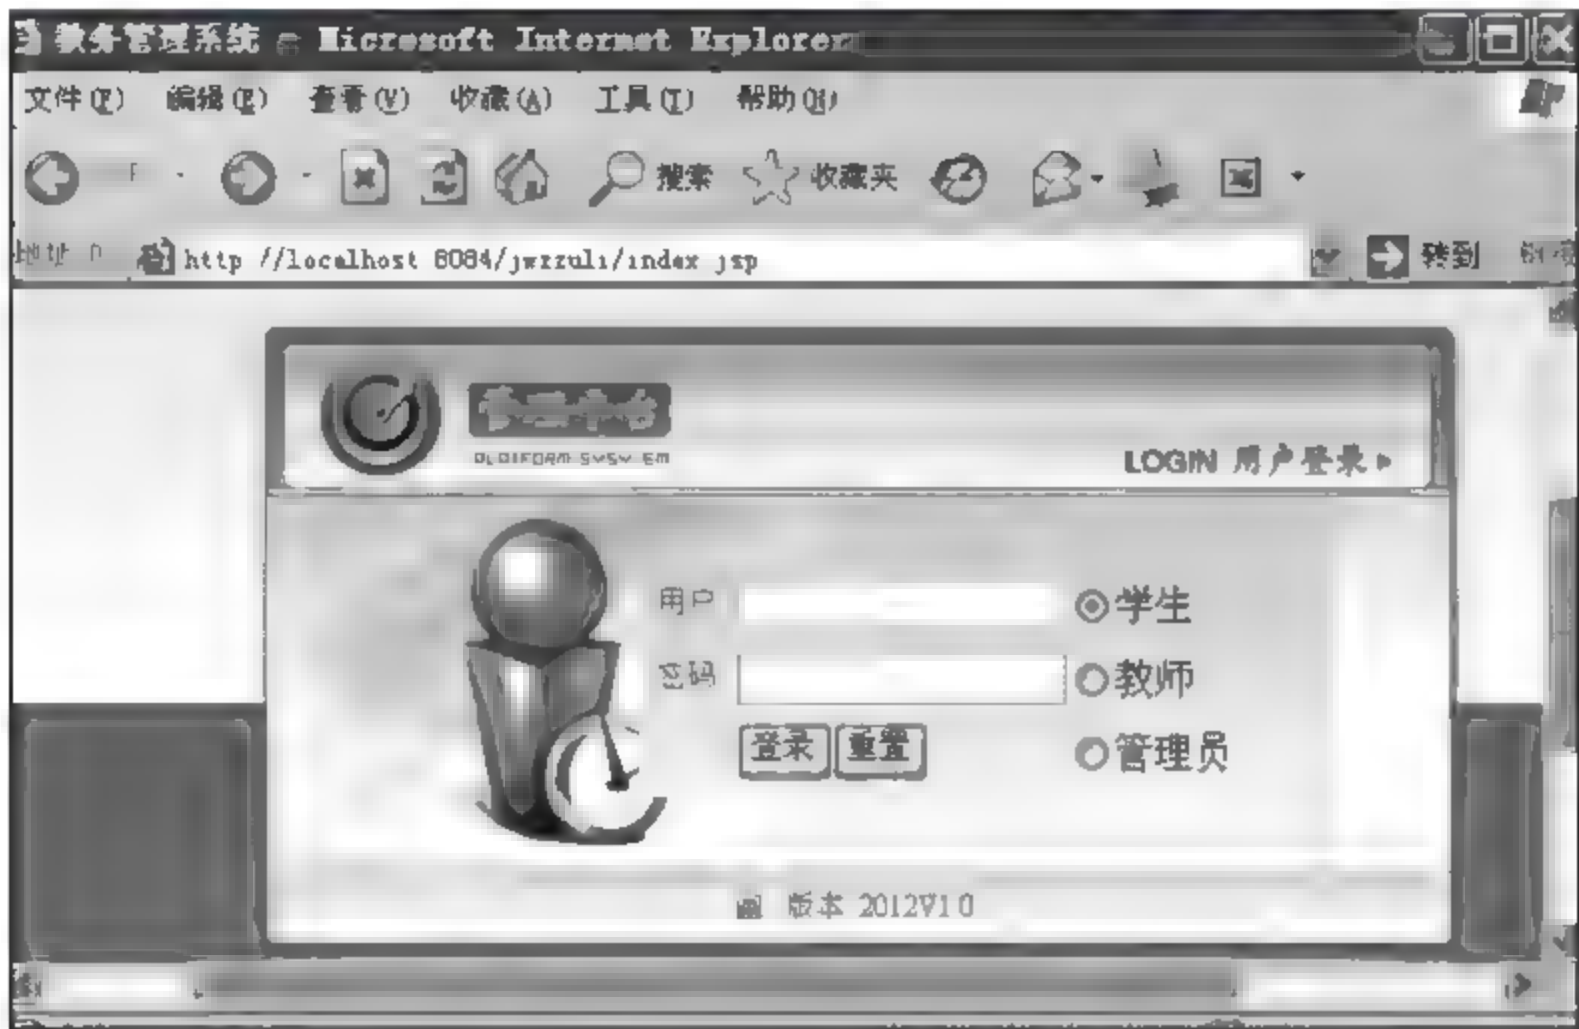 教务管理系统 - Microsoft Internet Explorer
文件(F) 编辑(E) 查看(V) 收藏(A) 工具(T) 帮助(H)
搜索 收藏夹
http //localhost 8084/jwzzuli/index jsp 转到
LOGIN 用户登录
用户 学生
密码 教师
登录 重置 管理员
版本 2012V1 0